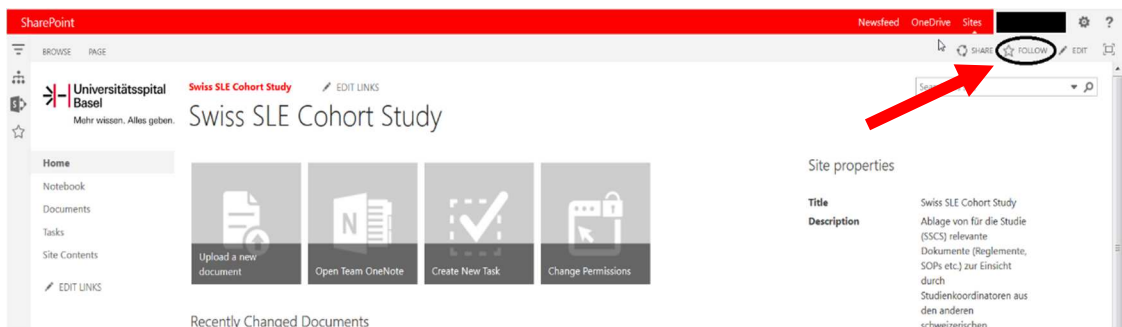 SharePoint
Newsfeed OneDrive Sites ?
BROWSE PAGE
SHARE FOLLOW EDIT
Universitätsspital
Basel
Mehr wissen. Alles geben.
Swiss SLE Cohort Study EDIT LINKS
Swiss SLE Cohort Study
Home
Notebook
Documents
Tasks
Site Contents
EDIT LINKS
Upload a new
document
Open Team OneNote
Create New Task
Change Permissions
Recently Changed Documents
Site properties
Title Swiss SLE Cohort Study
Description Ablage von für die Studie
(SSCS) relevante
Dokumente (Reglemente,
SOPs etc.) zur Einsicht
durch
Studienkoordinatoren aus
den anderen
schweizerischen